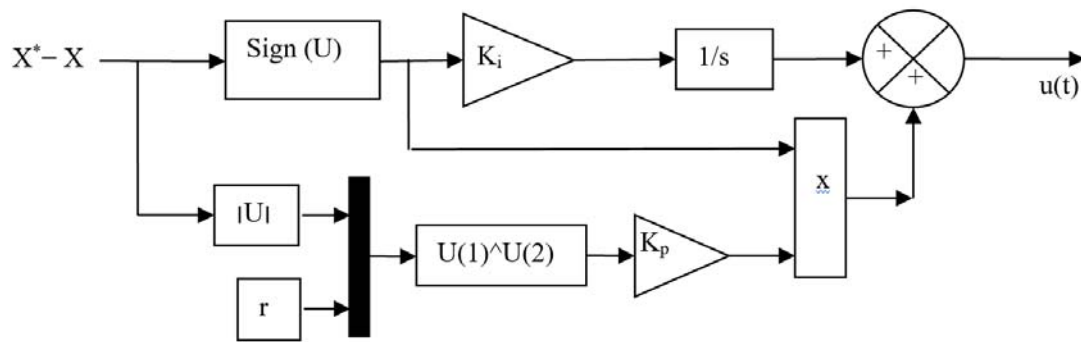 X*– X
Sign (U)
Ki
1/s
+
+
u(t)
|U|
x
U(1)^U(2)
Kp
r